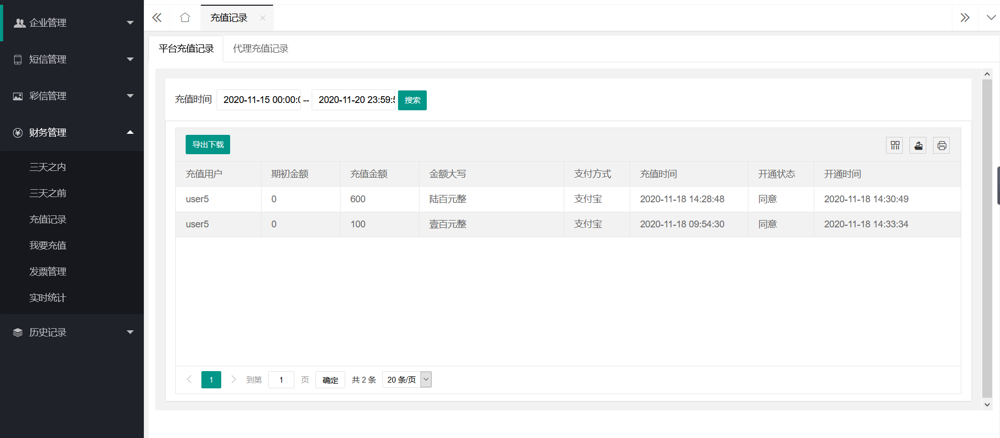 企业管理
短信管理
彩信管理
财务管理
三天之内
三天之前
充值记录
我要充值
发票管理
实时统计
历史记录
充值记录
平台充值记录 代理充值记录
充值时间 2020-11-15 00:00:0 -- 2020-11-20 23:59:5 搜索
导出下载
充值用户 期初金额 充值金额 金额大写 支付方式 充值时间 开通状态 开通时间
user5 0 600 陆百元整 支付宝 2020-11-18 14:28:48 同意 2020-11-18 14:30:49
user5 0 100 壹百元整 支付宝 2020-11-18 09:54:30 同意 2020-11-18 14:33:34
1 到第 1 页 确定 共 2 条 20 条/页